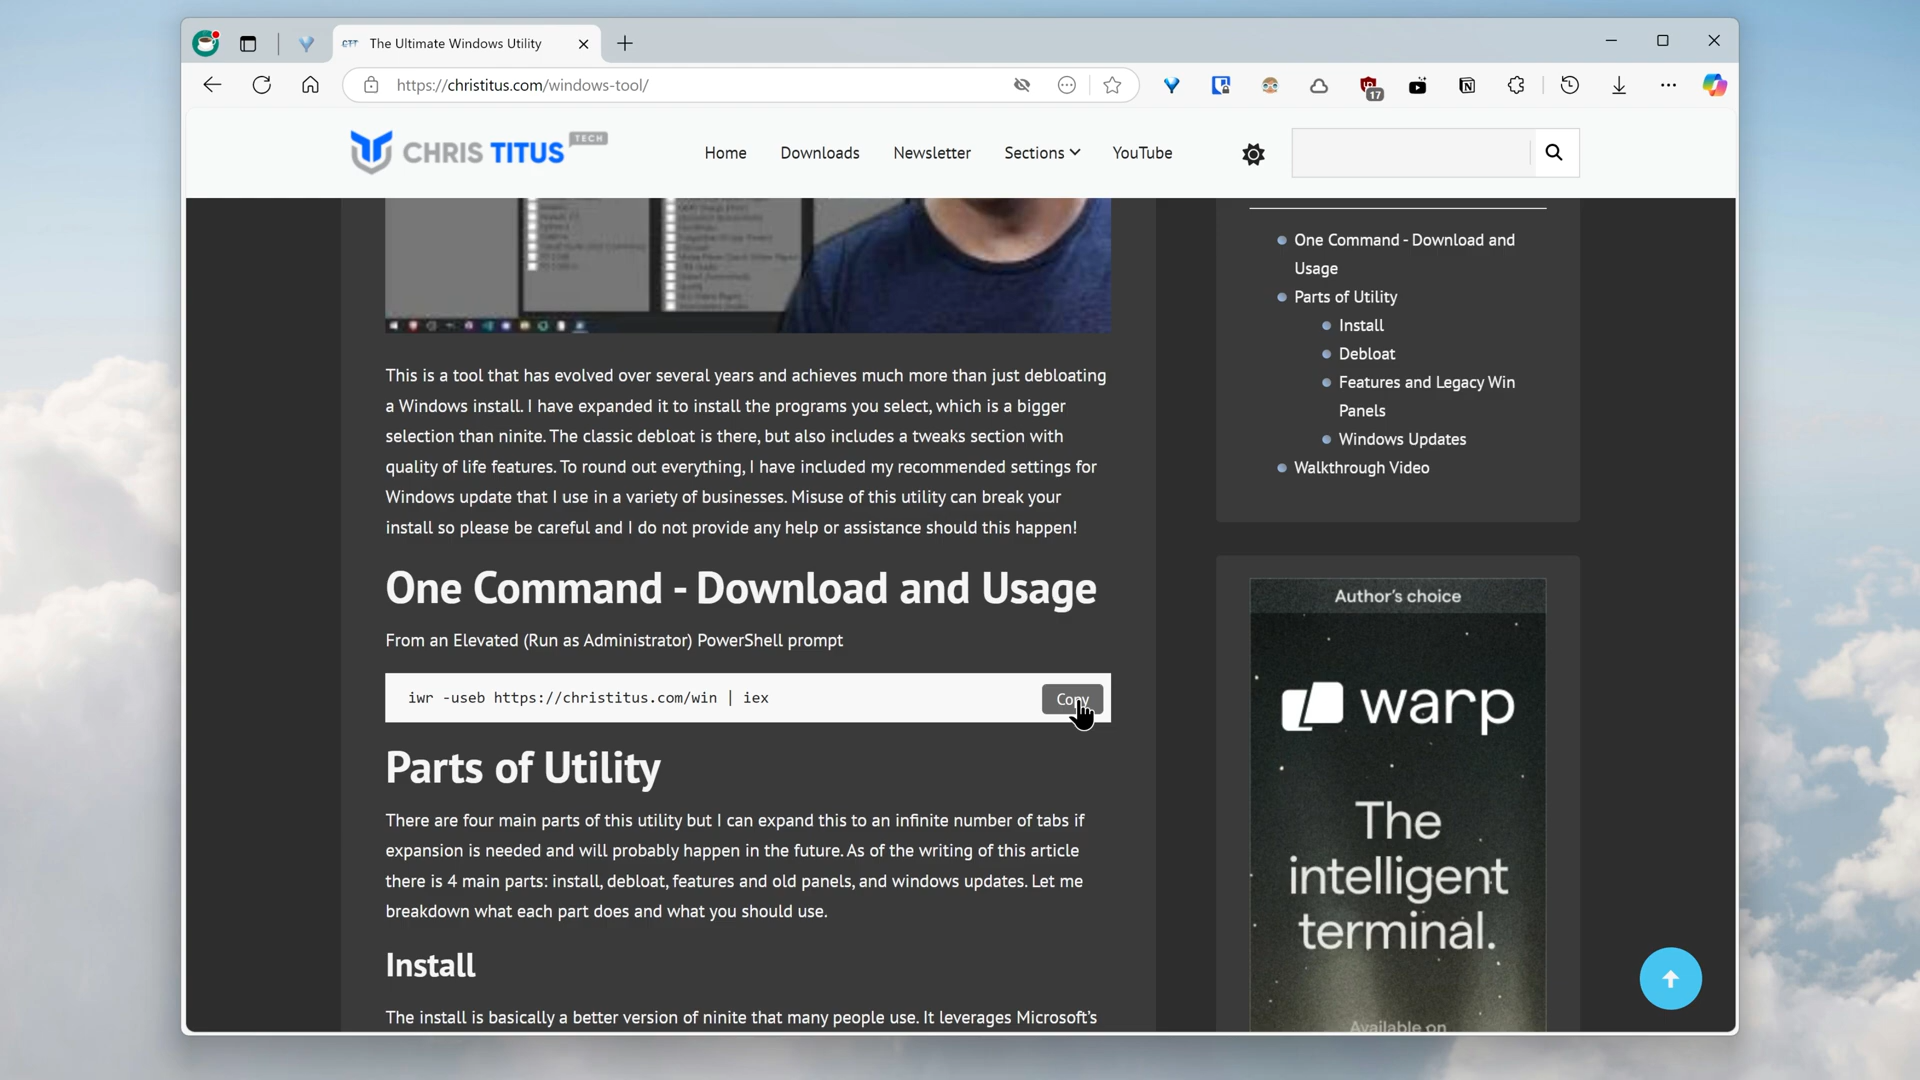 CTT The Ultimate Windows Utility
https://christitus.com/windows-tool/
17
CHRIS TITUS TECH
Home Downloads Newsletter Sections YouTube
This is a tool that has evolved over several years and achieves much more than just debloating
a Windows install. I have expanded it to install the programs you select, which is a bigger
selection than ninite. The classic debloat is there, but also includes a tweaks section with
quality of life features. To round out everything, I have included my recommended settings for
Windows update that I use in a variety of businesses. Misuse of this utility can break your
install so please be careful and I do not provide any help or assistance should this happen!
One Command - Download and Usage
From an Elevated (Run as Administrator) PowerShell prompt
iwr -useb https://christitus.com/win | iex
Copy
Parts of Utility
There are four main parts of this utility but I can expand this to an infinite number of tabs if
expansion is needed and will probably happen in the future. As of the writing of this article
there is 4 main parts: install, debloat, features and old panels, and windows updates. Let me
breakdown what each part does and what you should use.
Install
The install is basically a better version of ninite that many people use. It leverages Microsoft's
One Command - Download and
Usage
Parts of Utility
Install
Debloat
Features and Legacy Win
Panels
Windows Updates
Walkthrough Video
Author's choice
warp
The
intelligent
terminal.
Available on